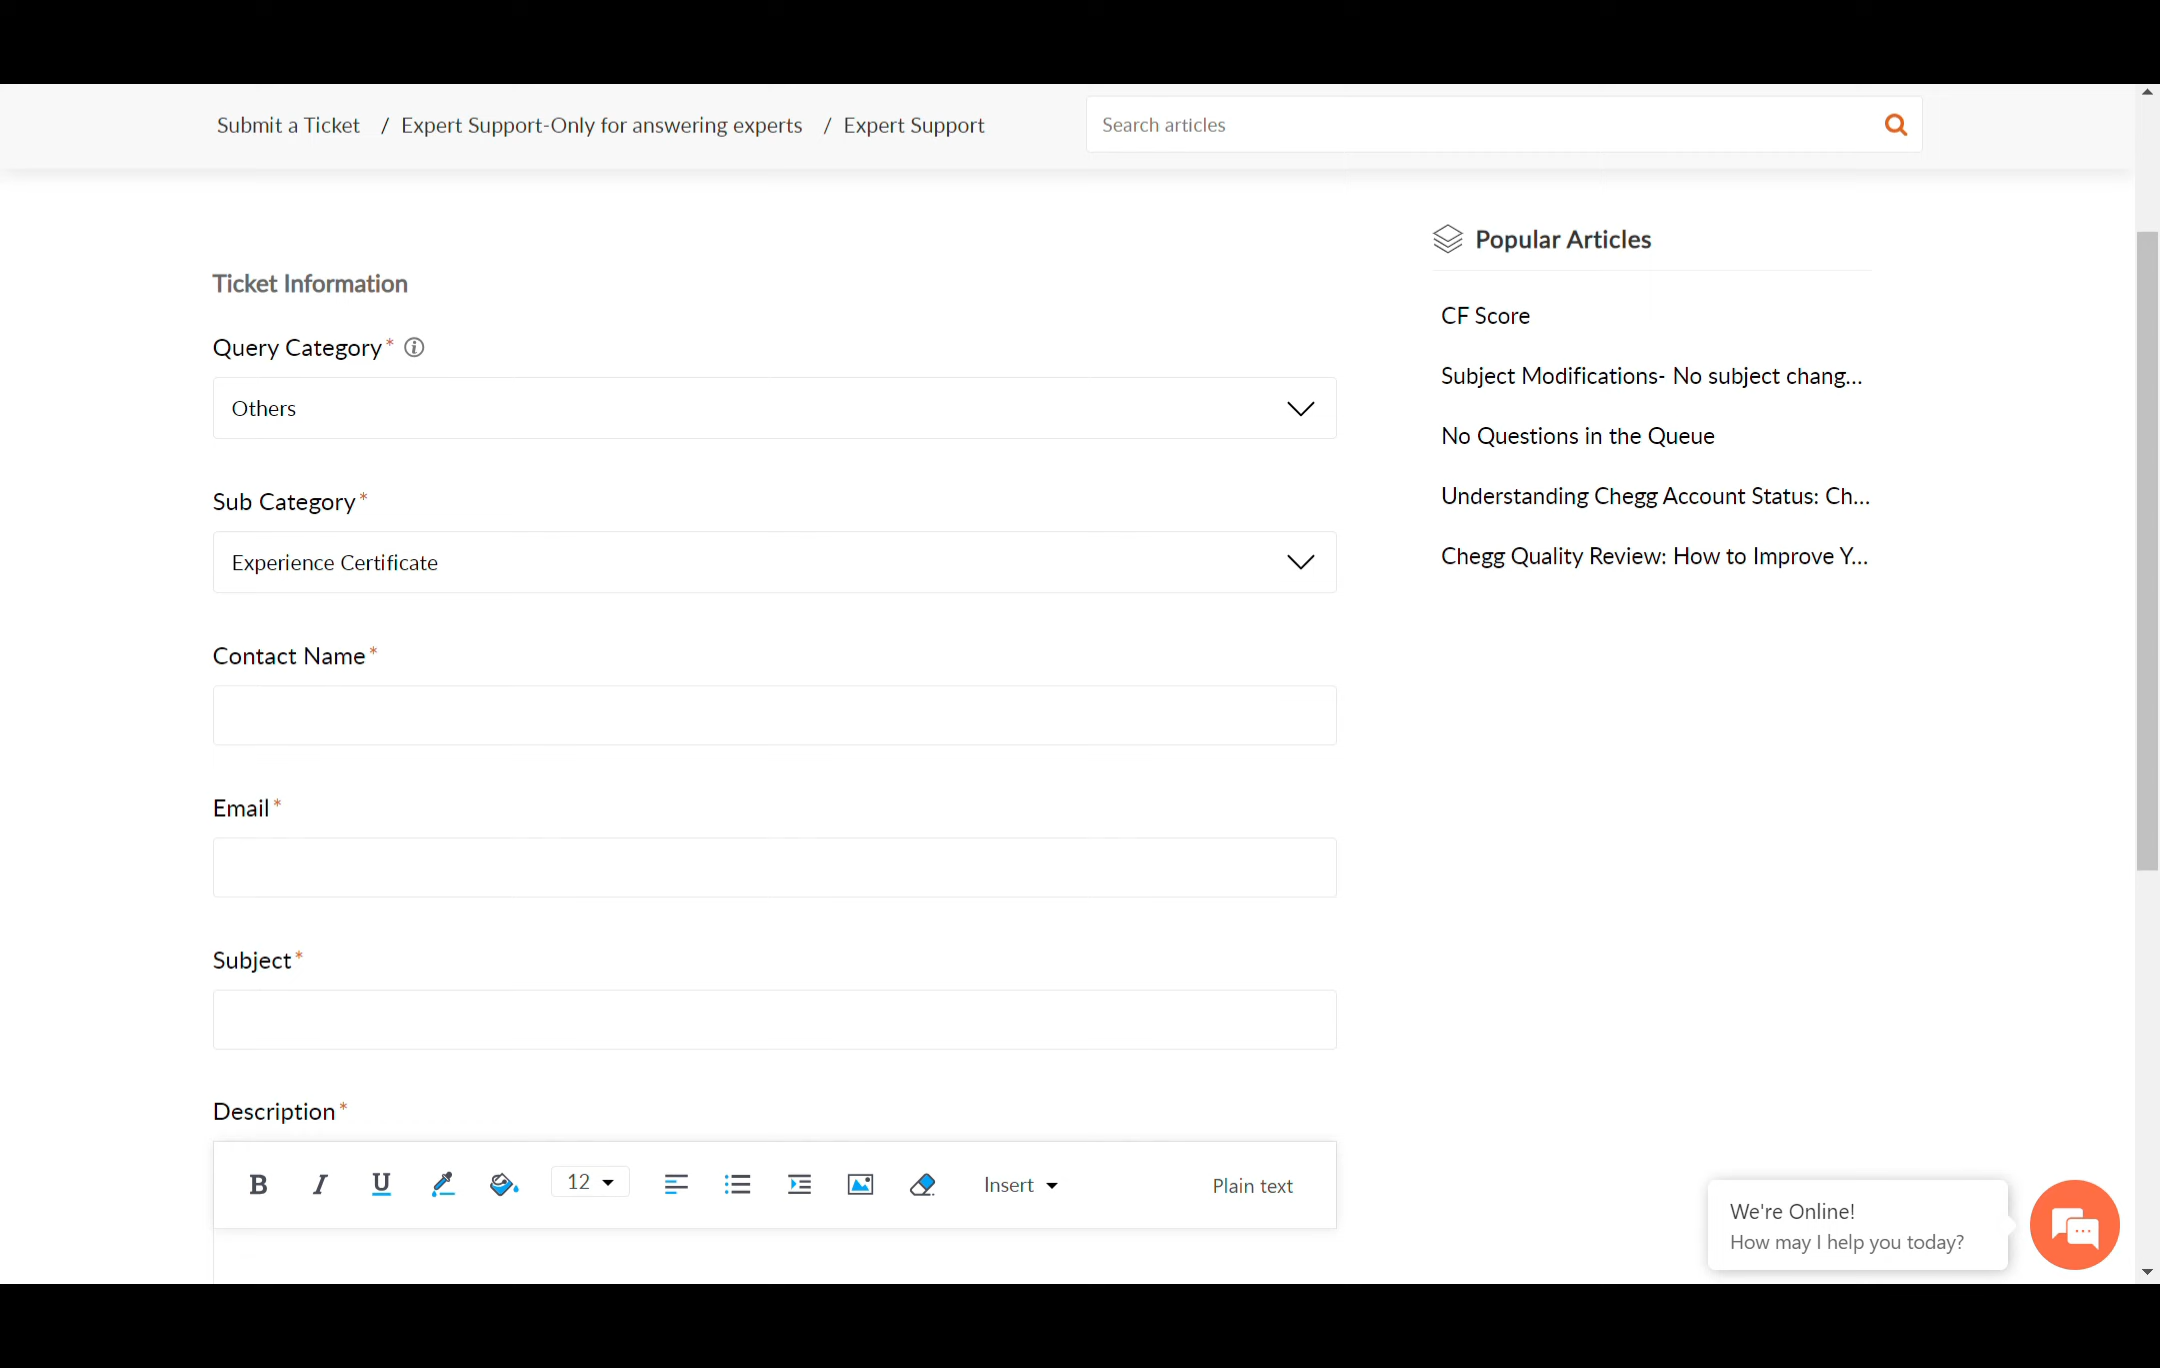 Submit a Ticket / Expert Support-Only for answering experts / Expert Support
Search articles
Ticket Information
Query Category*
Others
Sub Category*
Experience Certificate
Contact Name*
Email*
Subject*
Description*
B I U 12 Insert Plain text
Popular Articles
CF Score
Subject Modifications- No subject chang...
No Questions in the Queue
Understanding Chegg Account Status: Ch...
Chegg Quality Review: How to Improve Y...
We're Online!
How may I help you today?